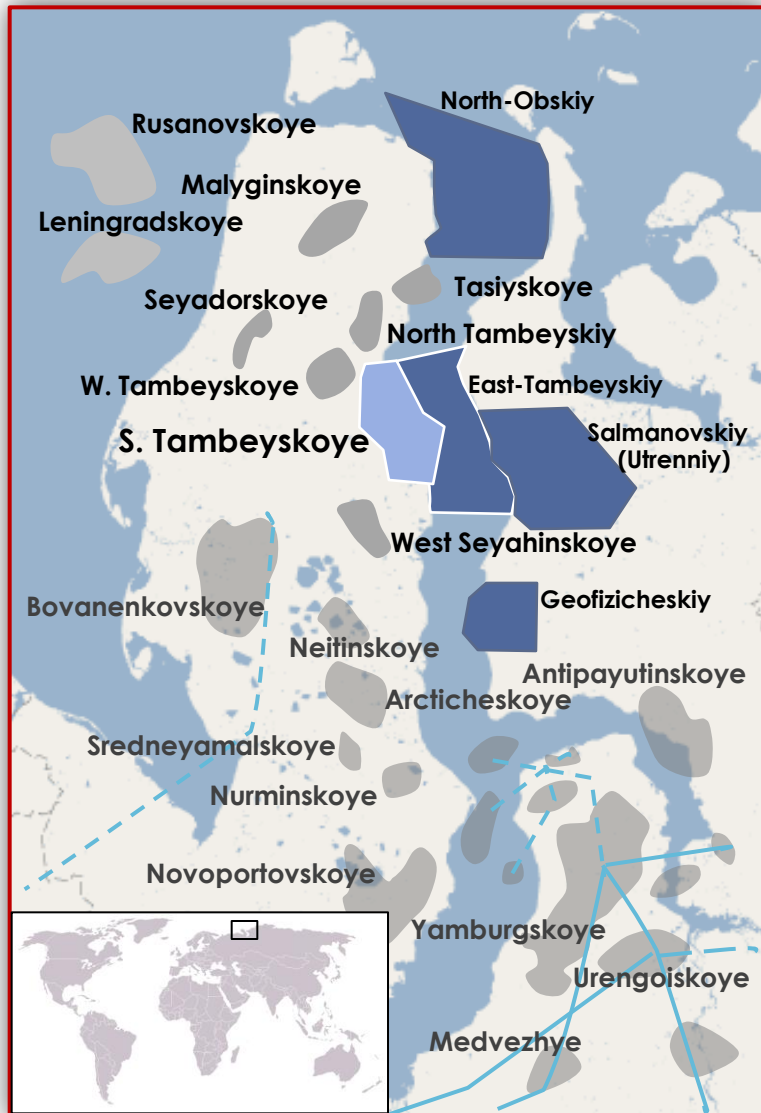 North-Obskiy
Rusanovskoye
Malyginskoye
Leningradskoye
Tasiyskoye
Seyadorskoye
North Tambeyskiy
W. Tambeyskoye
East-Tambeyskiy
Salmanovskiy
(Utrenniy)
S. Tambeyskoye
West Seyahinskoye
Geofizicheskiy
Bovanenkovskoye
Neitinskoye
Antipayutinskoye
Arcticheskoye
Sredneyamalskoye
Nurminskoye
Novoportovskoye
Yamburgskoye
Urengoiskoye
Medvezhye